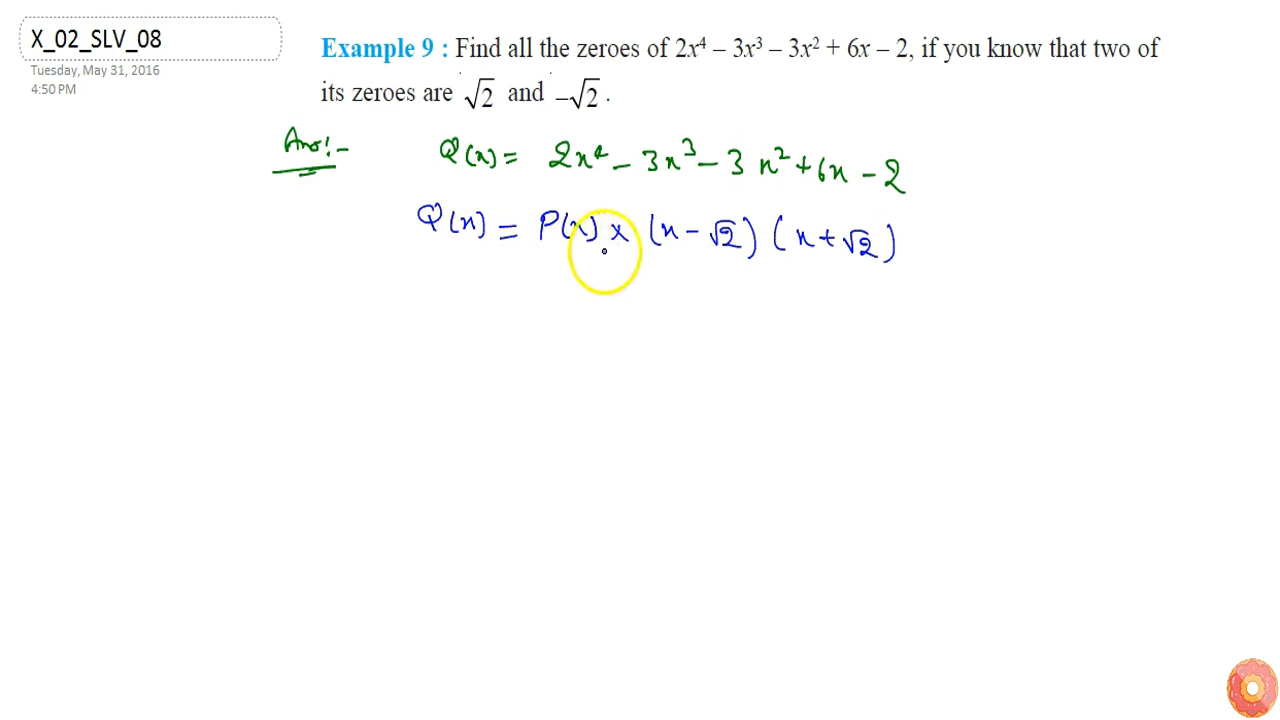 X_02_SLV_08
Tuesday, May 31, 2016
4:50 PM
Example 9 : Find all the zeroes of 2x⁴ – 3x³ – 3x² + 6x – 2, if you know that two of
its zeroes are √2 and –√2 .
Ans:-
Q(x) = 2x⁴ - 3x³ - 3x² + 6x - 2
Q(x) = P(x) × (x - √2) (x + √2)